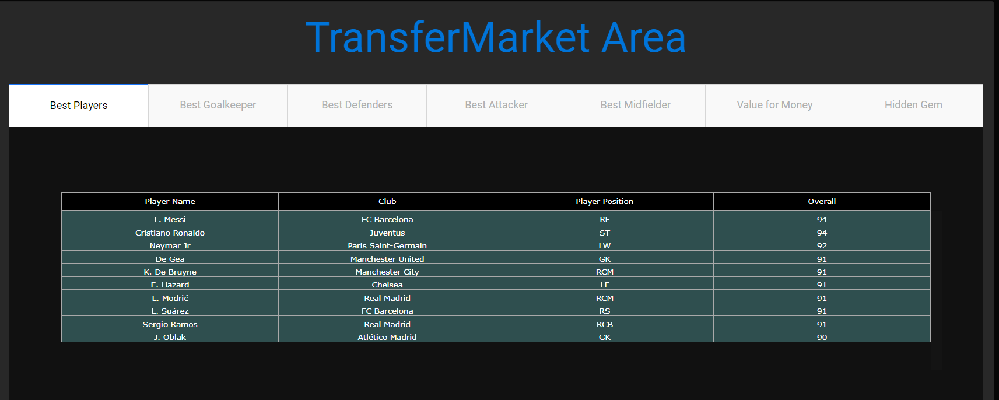 TransferMarket Area
Best Players Best Goalkeeper Best Defenders Best Attacker Best Midfielder Value for Money Hidden Gem
Player Name Club Player Position Overall
L. Messi FC Barcelona RF 94
Cristiano Ronaldo Juventus ST 94
Neymar Jr Paris Saint-Germain LW 92
De Gea Manchester United GK 91
K. De Bruyne Manchester City RCM 91
E. Hazard Chelsea LF 91
L. Modrić Real Madrid RCM 91
L. Suárez FC Barcelona RS 91
Sergio Ramos Real Madrid RCB 91
J. Oblak Atlético Madrid GK 90